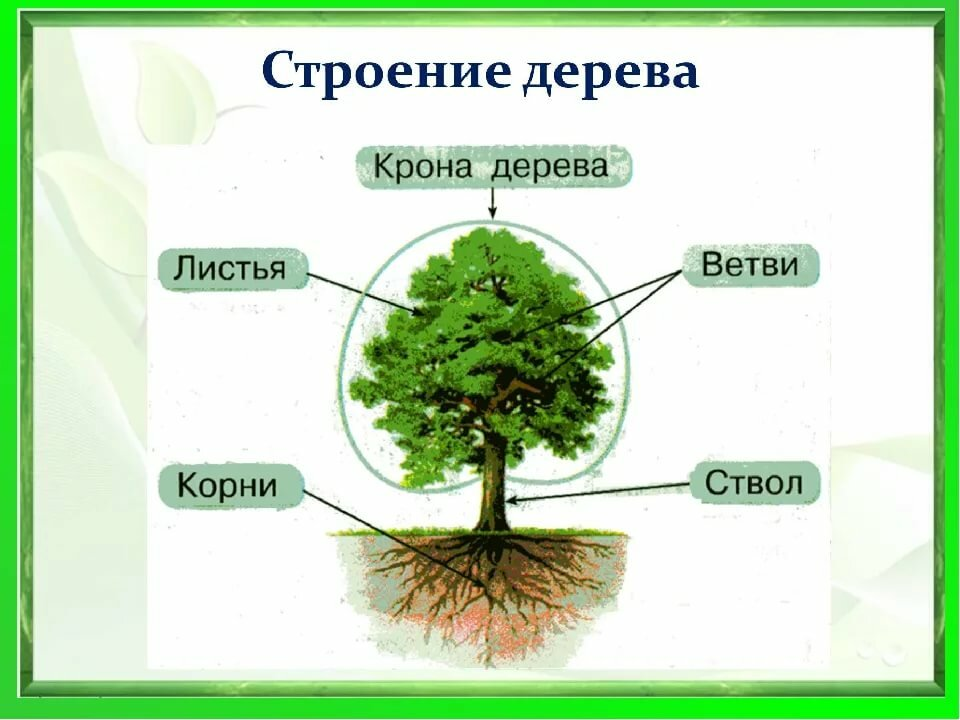 Строение дерева
Крона дерева
Листья
Ветви
Корни
Ствол